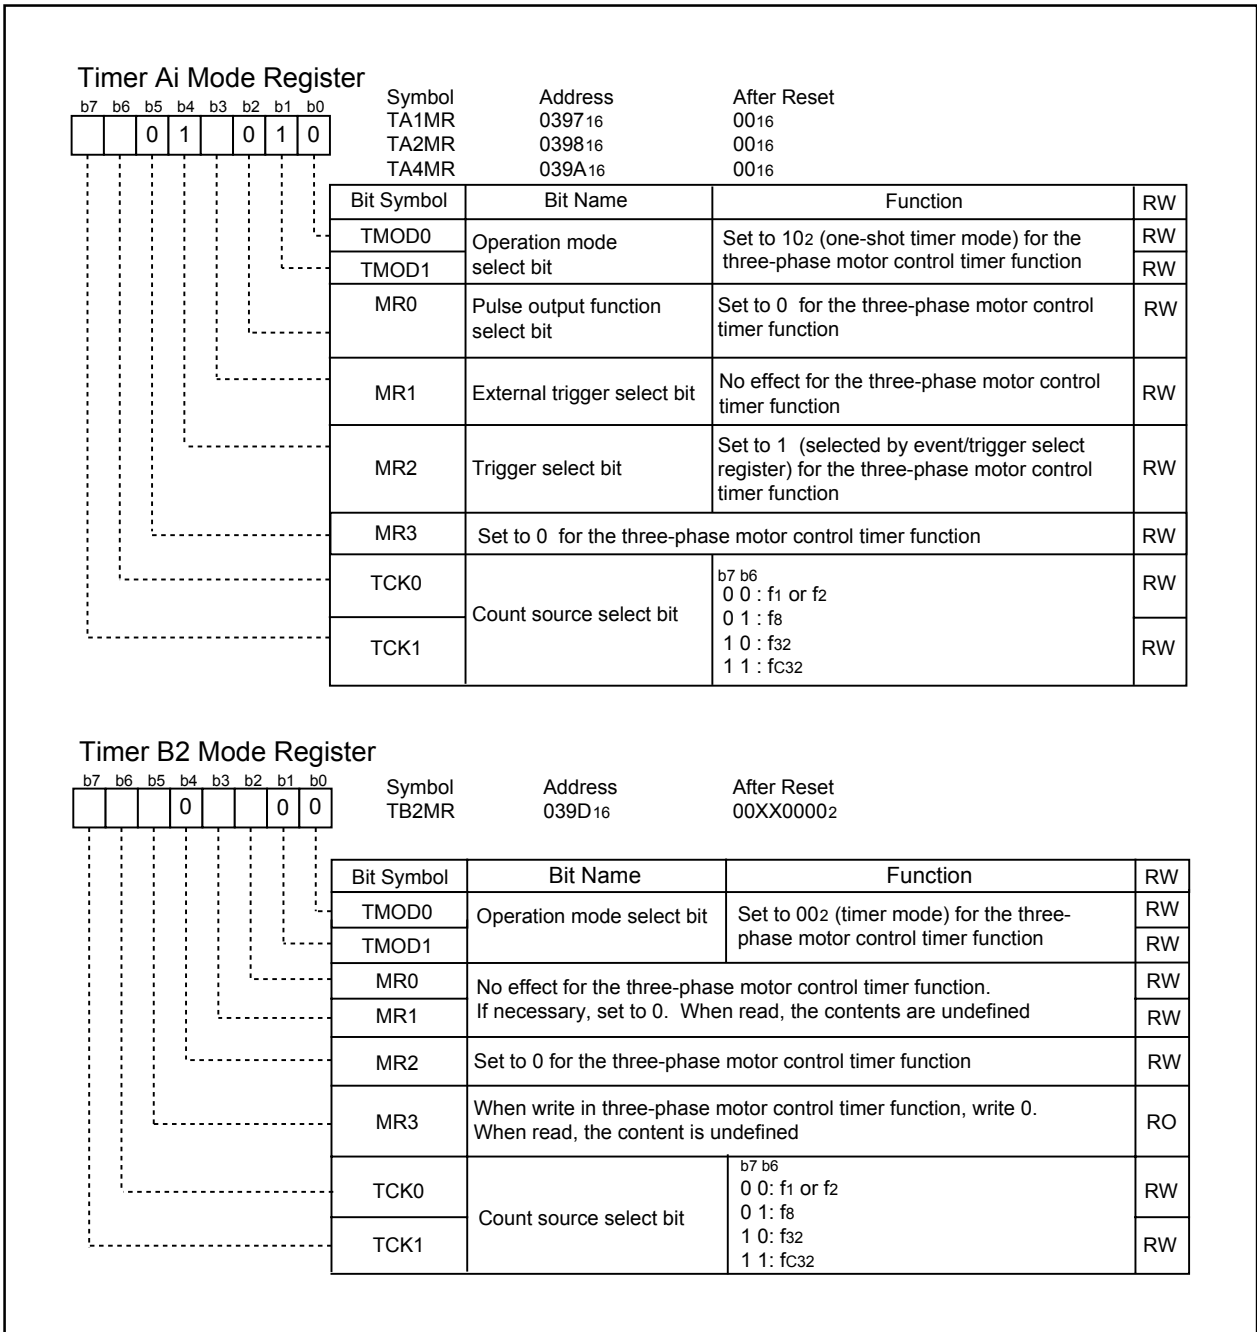 Timer Ai Mode Register
b7 b6 b5 b4 b3 b2 b1 b0
0 1 0 1 0
Symbol Address After Reset
TA1MR 039716 0016
TA2MR 039816 0016
TA4MR 039A16 0016
Bit Symbol Bit Name Function RW
TMOD0 Operation mode select bit Set to 102 (one-shot timer mode) for the three-phase motor control timer function RW
TMOD1 RW
MR0 Pulse output function select bit Set to 0 for the three-phase motor control timer function RW
MR1 External trigger select bit No effect for the three-phase motor control timer function RW
MR2 Trigger select bit Set to 1 (selected by event/trigger select register) for the three-phase motor control timer function RW
MR3 Set to 0 for the three-phase motor control timer function RW
TCK0 Count source select bit b7 b6 RW
0 0 : f1 or f2
0 1 : f8
TCK1 1 0 : f32 RW
1 1 : fC32
Timer B2 Mode Register
b7 b6 b5 b4 b3 b2 b1 b0
0 0 0
Symbol Address After Reset
TB2MR 039D16 00XX00002
Bit Symbol Bit Name Function RW
TMOD0 Operation mode select bit Set to 002 (timer mode) for the three-phase motor control timer function RW
TMOD1 RW
MR0 No effect for the three-phase motor control timer function. RW
MR1 If necessary, set to 0. When read, the contents are undefined RW
MR2 Set to 0 for the three-phase motor control timer function RW
MR3 When write in three-phase motor control timer function, write 0. When read, the content is undefined RO
TCK0 Count source select bit b7 b6 RW
0 0: f1 or f2
0 1: f8
TCK1 1 0: f32 RW
1 1: fC32